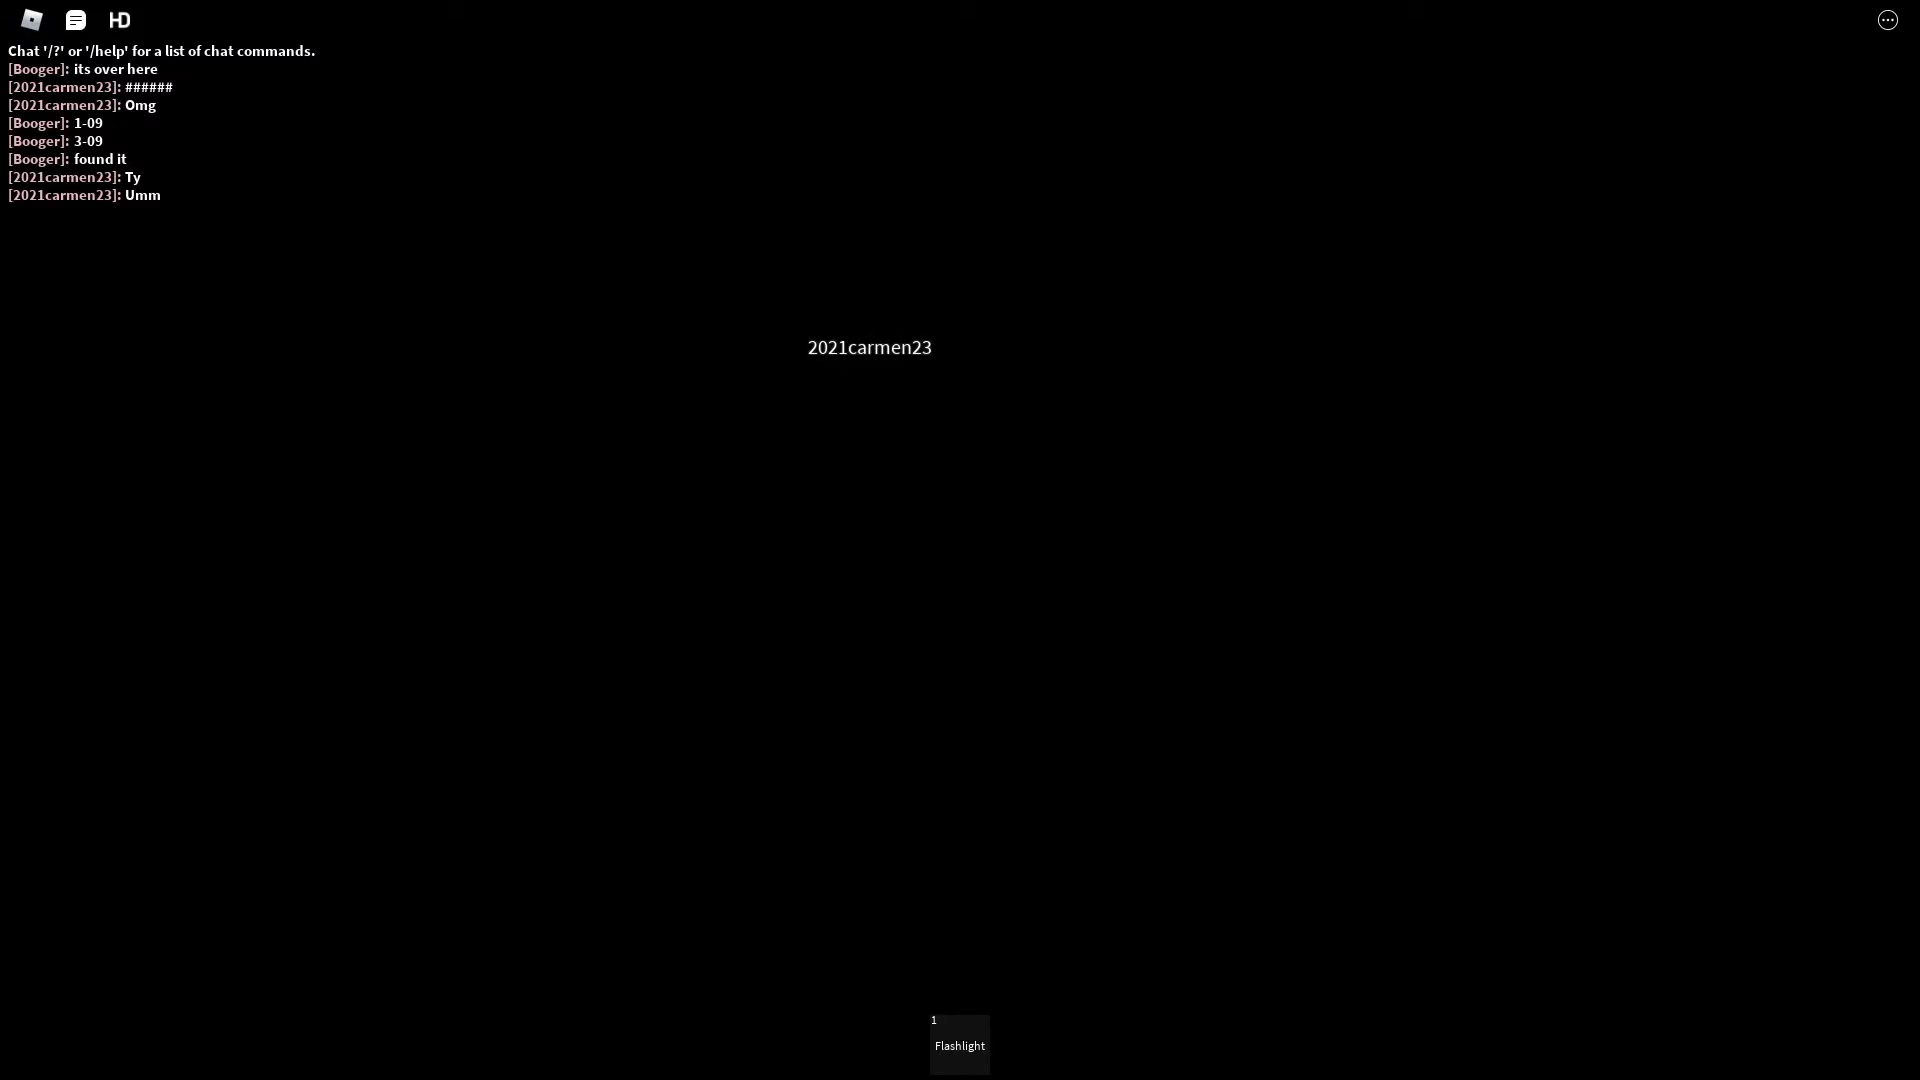 HD
Chat '/?' or '/help' for a list of chat commands.
[Booger]: its over here
[2021carmen23]: ######
[2021carmen23]: Omg
[Booger]: 1-09
[Booger]: 3-09
[Booger]: found it
[2021carmen23]: Ty
[2021carmen23]: Umm
2021carmen23
1
Flashlight